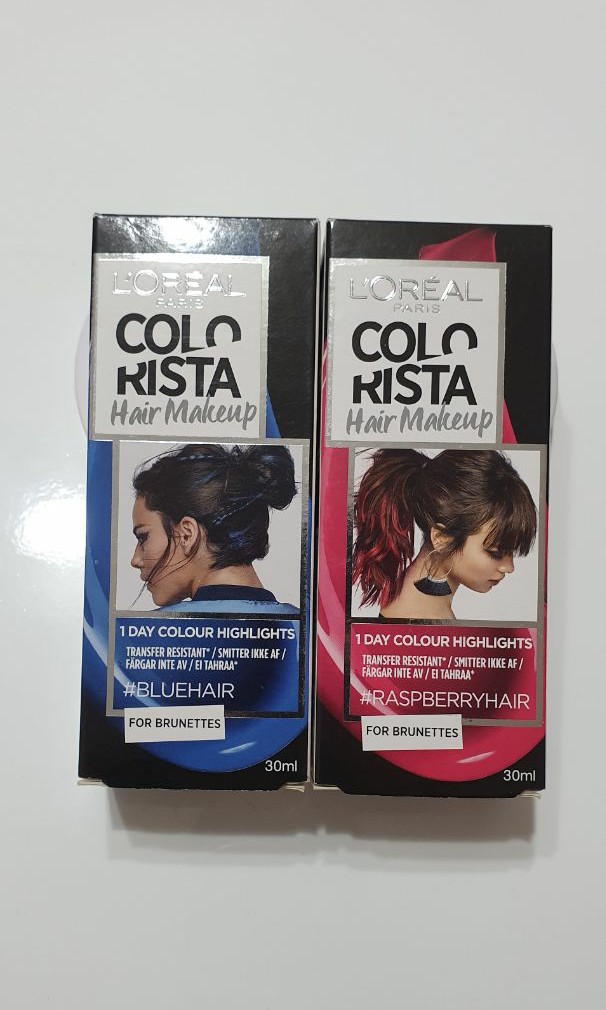 L'ORÉAL
PARIS
COLO
RISTA
Hair Makeup
1 DAY COLOUR HIGHLIGHTS
TRANSFER RESISTANT* / SMITTER IKKE AF /
FÄRGAR INTE AV / EI TAHRAA*
#BLUEHAIR
FOR BRUNETTES
30ml
L'ORÉAL
PARIS
COLO
RISTA
Hair Makeup
1 DAY COLOUR HIGHLIGHTS
TRANSFER RESISTANT* / SMITTER IKKE AF /
FÄRGAR INTE AV / EI TAHRAA*
#RASPBERRYHAIR
FOR BRUNETTES
30ml